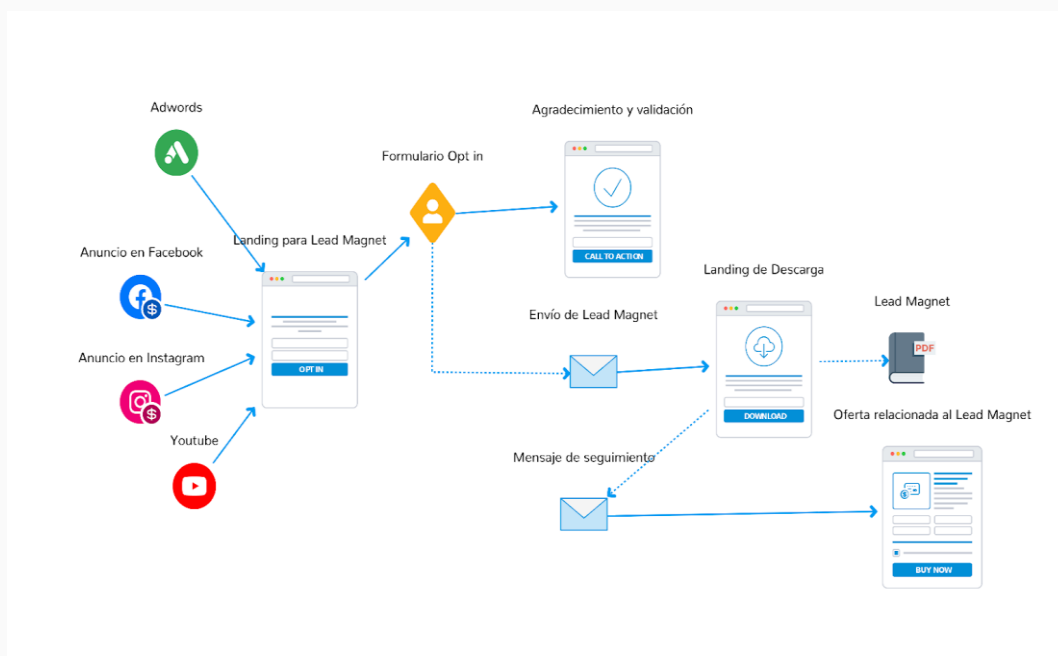 Adwords
Agradecimiento y validación
Formulario Opt in
CALL TO ACTION
Landing para Lead Magnet
Anuncio en Facebook
Landing de Descarga
Envío de Lead Magnet
Lead Magnet
PDF
Anuncio en Instagram
OPT IN
DOWNLOAD
Oferta relacionada al Lead Magnet
Youtube
Mensaje de seguimiento
BUY NOW